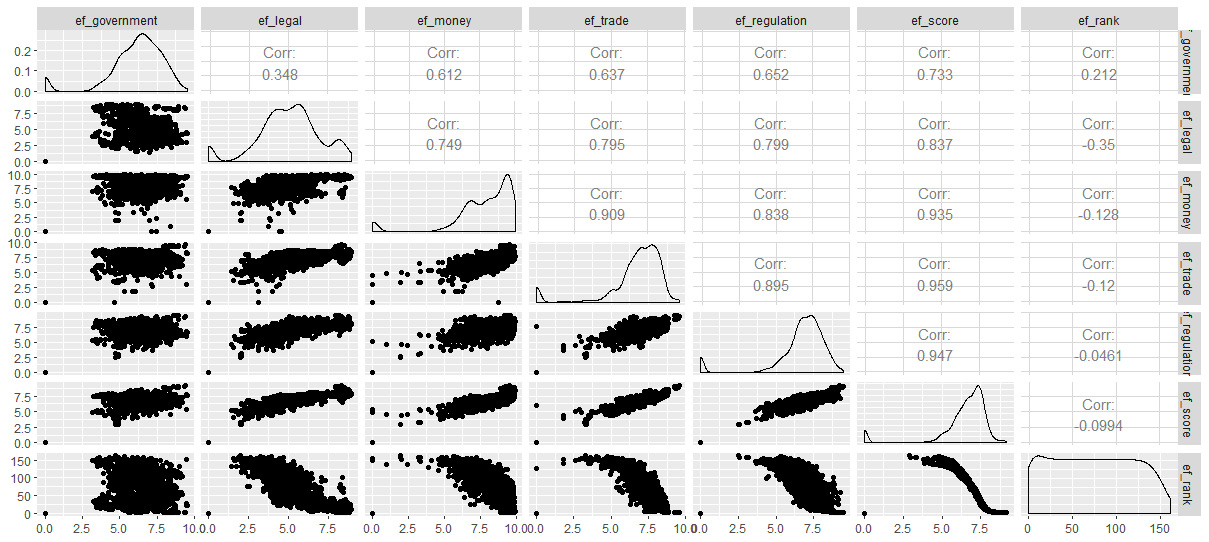 ef_government ef_legal ef_money ef_trade ef_regulation ef_score ef_rank
0.2
0.1
0.0
Corr:
0.348
Corr:
0.612
Corr:
0.637
Corr:
0.652
Corr:
0.733
Corr:
0.212
ef_governmen
7.5
5.0
2.5
0.0
Corr:
0.749
Corr:
0.795
Corr:
0.799
Corr:
0.837
Corr:
-0.35
ef_legal
10.0
7.5
5.0
2.5
0.0
Corr:
0.909
Corr:
0.838
Corr:
0.935
Corr:
-0.128
ef_money
10.0
7.5
5.0
2.5
0.0
Corr:
0.895
Corr:
0.959
Corr:
-0.12
ef_trade
7.5
5.0
2.5
0.0
Corr:
0.947
Corr:
-0.0461
ef_regulation
7.5
5.0
2.5
0.0
Corr:
-0.0994
ef_score
150
100
50
0
ef_rank
0.0 2.5 5.0 7.5 10.0
0.0 2.5 5.0 7.5
0.0 2.5 5.0 7.5 10.0
0.0 2.5 5.0 7.5 10.0
0.0 2.5 5.0 7.5
0.0 2.5 5.0 7.5
0 50 100 150